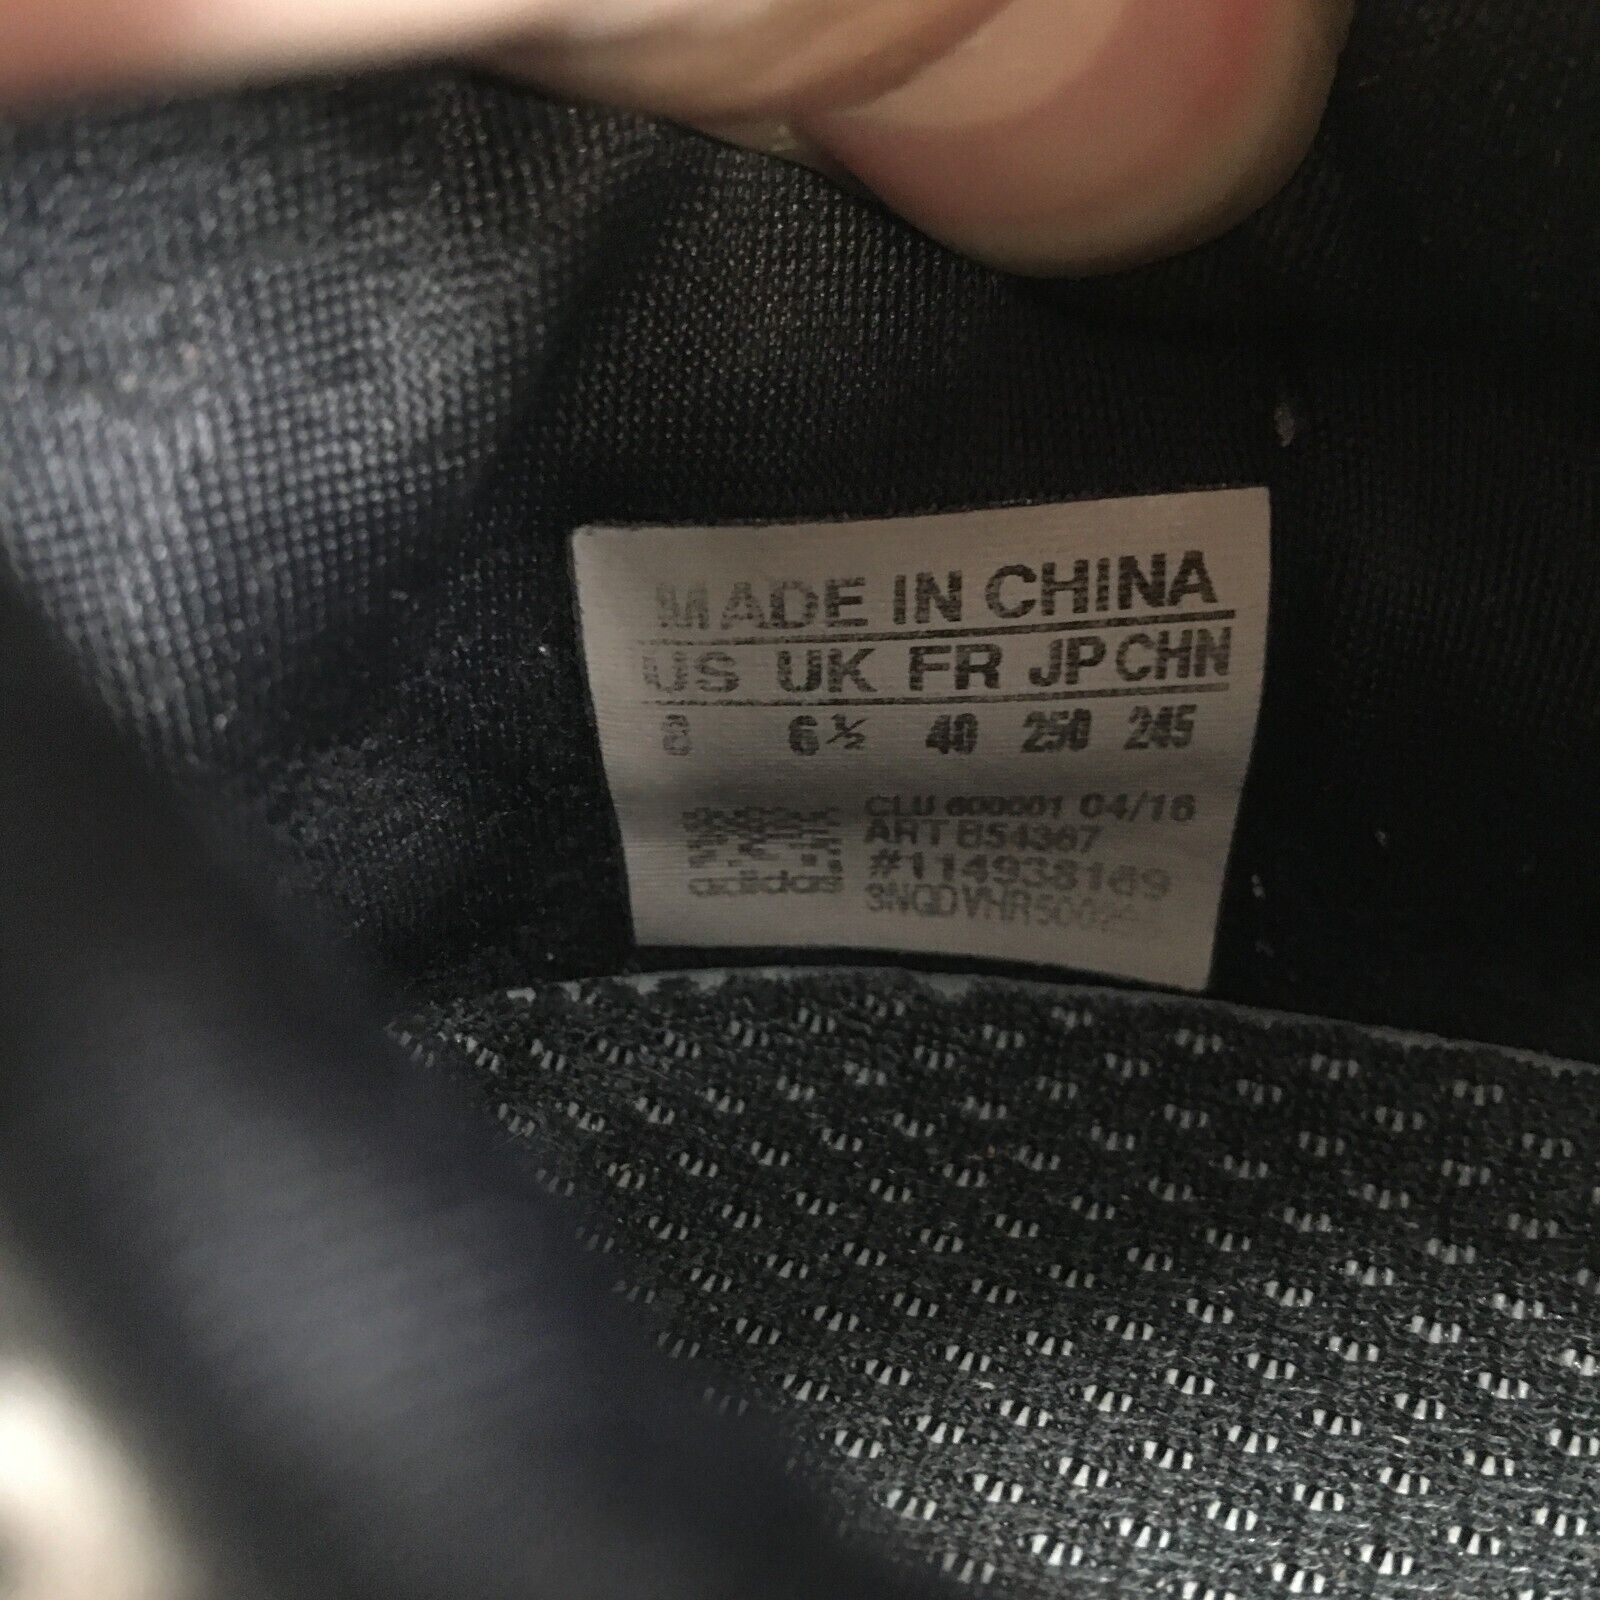 MADE IN CHINA
US UK FR JP CHN
8 6½ 40 250 245
CLU 600001 04/16
ART B54367
#114938169
adidas